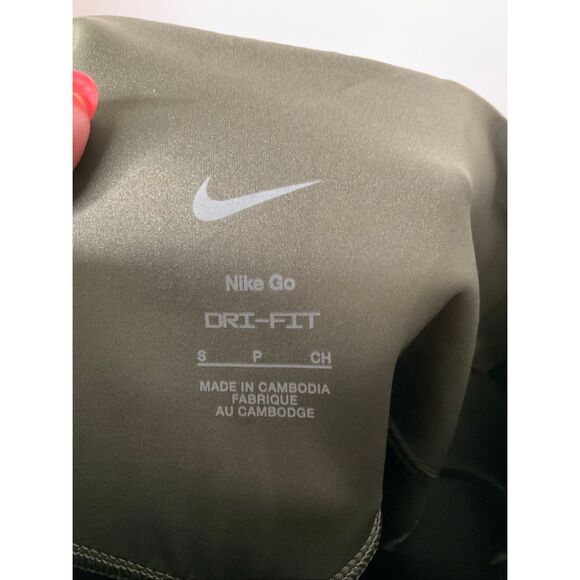 Nike Go
DRI-FIT
S P CH
MADE IN CAMBODIA
FABRIQUE
AU CAMBODGE